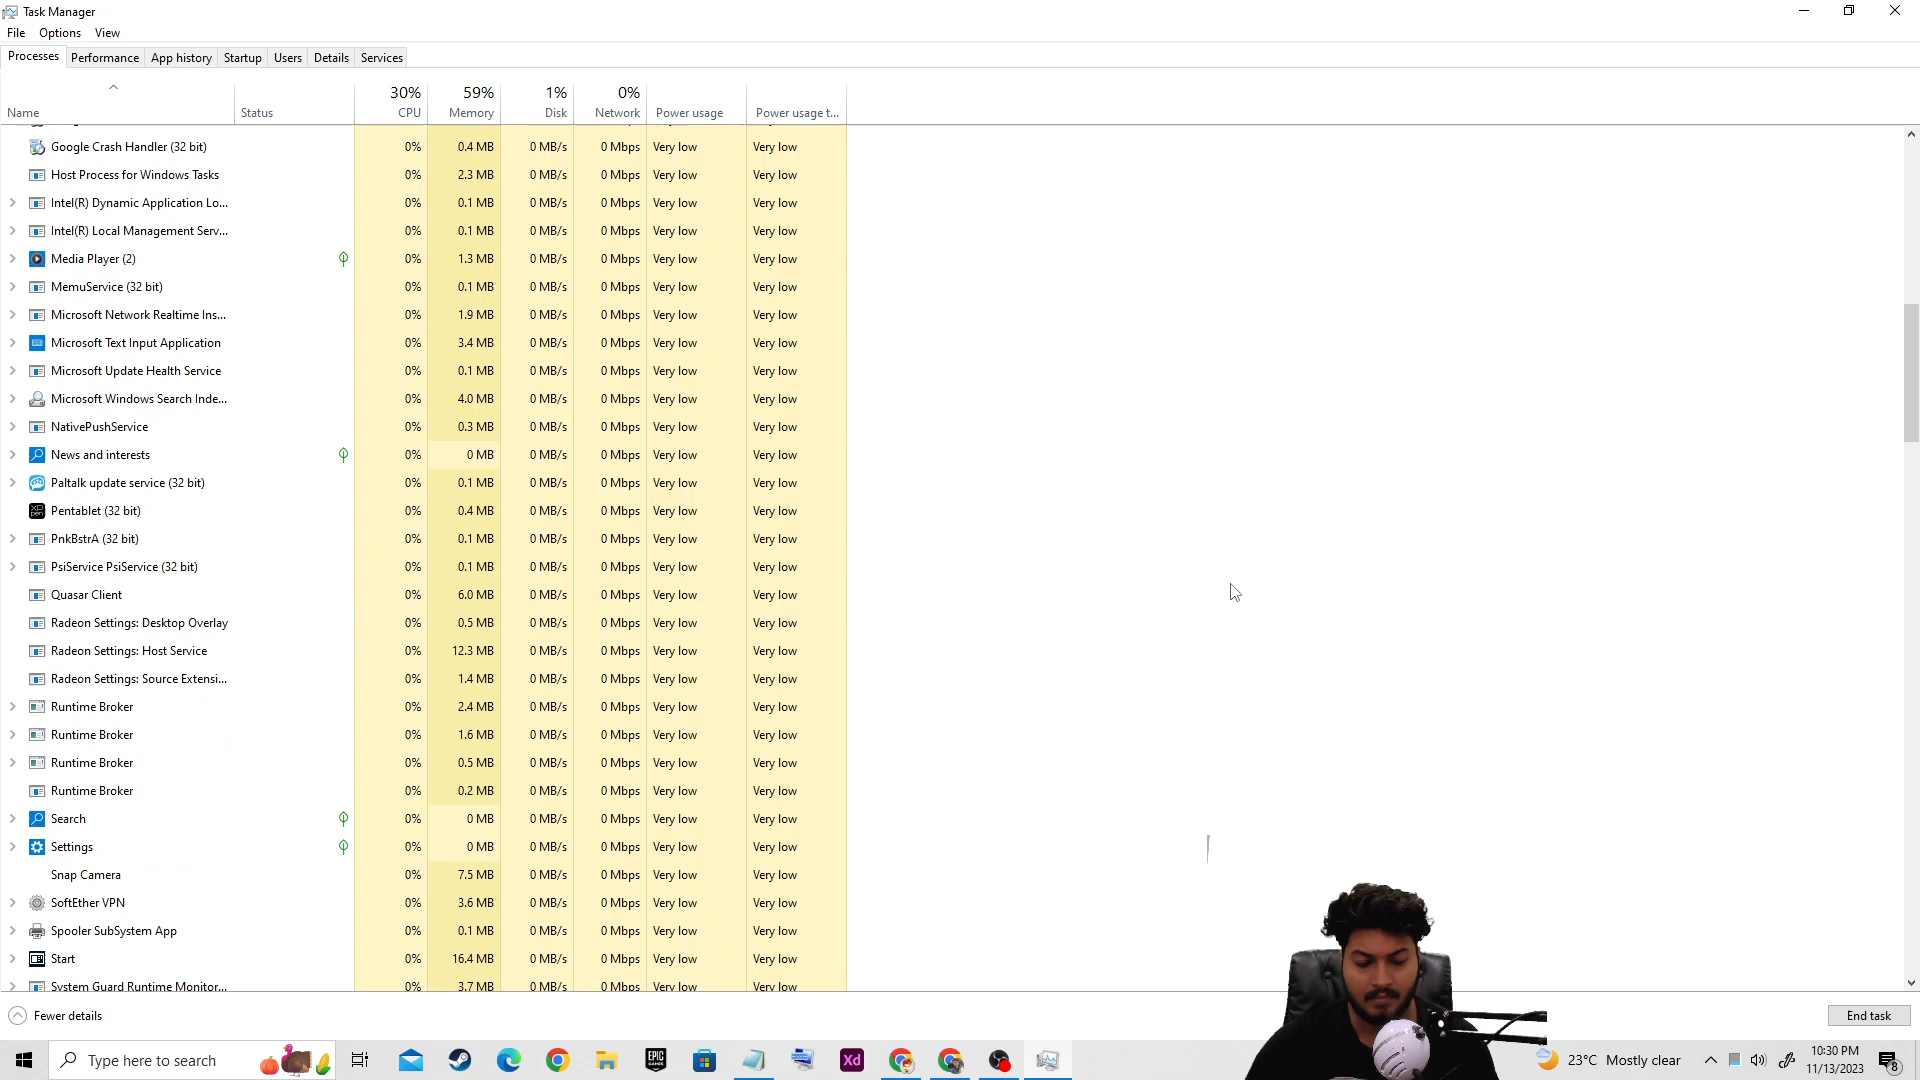 Task Manager
File Options View
Processes Performance App history Startup Users Details Services
30% 59% 1% 0%
Name Status CPU Memory Disk Network Power usage Power usage t...
Google Crash Handler (32 bit) 0% 0.4 MB 0 MB/s 0 Mbps Very low Very low
Host Process for Windows Tasks 0% 2.3 MB 0 MB/s 0 Mbps Very low Very low
Intel(R) Dynamic Application Lo... 0% 0.1 MB 0 MB/s 0 Mbps Very low Very low
Intel(R) Local Management Serv... 0% 0.1 MB 0 MB/s 0 Mbps Very low Very low
Media Player (2) 0% 1.3 MB 0 MB/s 0 Mbps Very low Very low
MemuService (32 bit) 0% 0.1 MB 0 MB/s 0 Mbps Very low Very low
Microsoft Network Realtime Ins... 0% 1.9 MB 0 MB/s 0 Mbps Very low Very low
Microsoft Text Input Application 0% 3.4 MB 0 MB/s 0 Mbps Very low Very low
Microsoft Update Health Service 0% 0.1 MB 0 MB/s 0 Mbps Very low Very low
Microsoft Windows Search Inde... 0% 4.0 MB 0 MB/s 0 Mbps Very low Very low
NativePushService 0% 0.3 MB 0 MB/s 0 Mbps Very low Very low
News and interests 0% 0 MB 0 MB/s 0 Mbps Very low Very low
Paltalk update service (32 bit) 0% 0.1 MB 0 MB/s 0 Mbps Very low Very low
Pentablet (32 bit) 0% 0.4 MB 0 MB/s 0 Mbps Very low Very low
PnkBstrA (32 bit) 0% 0.1 MB 0 MB/s 0 Mbps Very low Very low
PsiService PsiService (32 bit) 0% 0.1 MB 0 MB/s 0 Mbps Very low Very low
Quasar Client 0% 6.0 MB 0 MB/s 0 Mbps Very low Very low
Radeon Settings: Desktop Overlay 0% 0.5 MB 0 MB/s 0 Mbps Very low Very low
Radeon Settings: Host Service 0% 12.3 MB 0 MB/s 0 Mbps Very low Very low
Radeon Settings: Source Extensi... 0% 1.4 MB 0 MB/s 0 Mbps Very low Very low
Runtime Broker 0% 2.4 MB 0 MB/s 0 Mbps Very low Very low
Runtime Broker 0% 1.6 MB 0 MB/s 0 Mbps Very low Very low
Runtime Broker 0% 0.5 MB 0 MB/s 0 Mbps Very low Very low
Runtime Broker 0% 0.2 MB 0 MB/s 0 Mbps Very low Very low
Search 0% 0 MB 0 MB/s 0 Mbps Very low Very low
Settings 0% 0 MB 0 MB/s 0 Mbps Very low Very low
Snap Camera 0% 7.5 MB 0 MB/s 0 Mbps Very low Very low
SoftEther VPN 0% 3.6 MB 0 MB/s 0 Mbps Very low Very low
Spooler SubSystem App 0% 0.1 MB 0 MB/s 0 Mbps Very low Very low
Start 0% 16.4 MB 0 MB/s 0 Mbps Very low Very low
System Guard Runtime Monitor... 0% 3.7 MB 0 MB/s 0 Mbps Very low Very low
Fewer details End task
Type here to search EPIC GAMES Xd 23°C Mostly clear 10:30 PM
11/13/2023 8